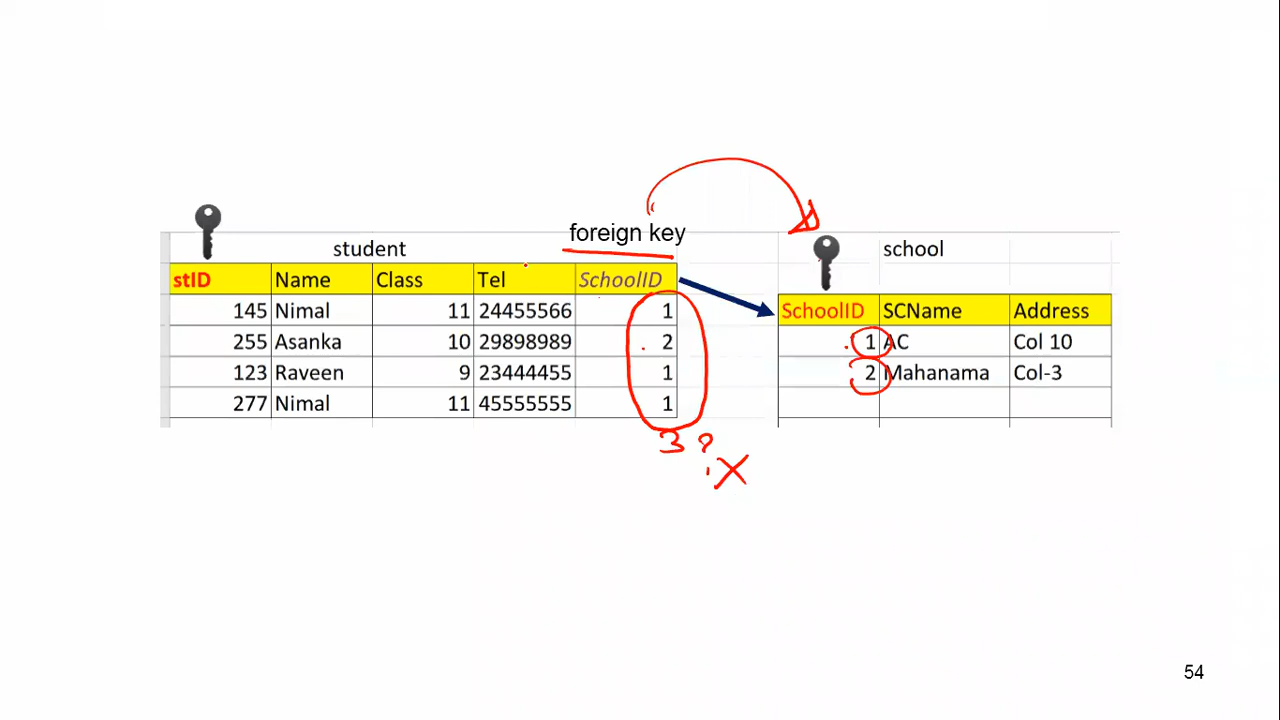 foreign key
student
school
stID Name Class Tel SchoolID
145 Nimal 11 24455566 1
255 Asanka 10 29898989 2
123 Raveen 9 23444455 1
277 Nimal 11 45555555 1
SchoolID SCName Address
1 AC Col 10
2 Mahanama Col-3
3 ? X
54